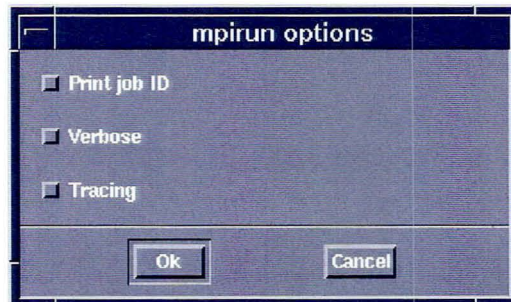 mpirun options
Print job ID
Verbose
Tracing
Ok
Cancel